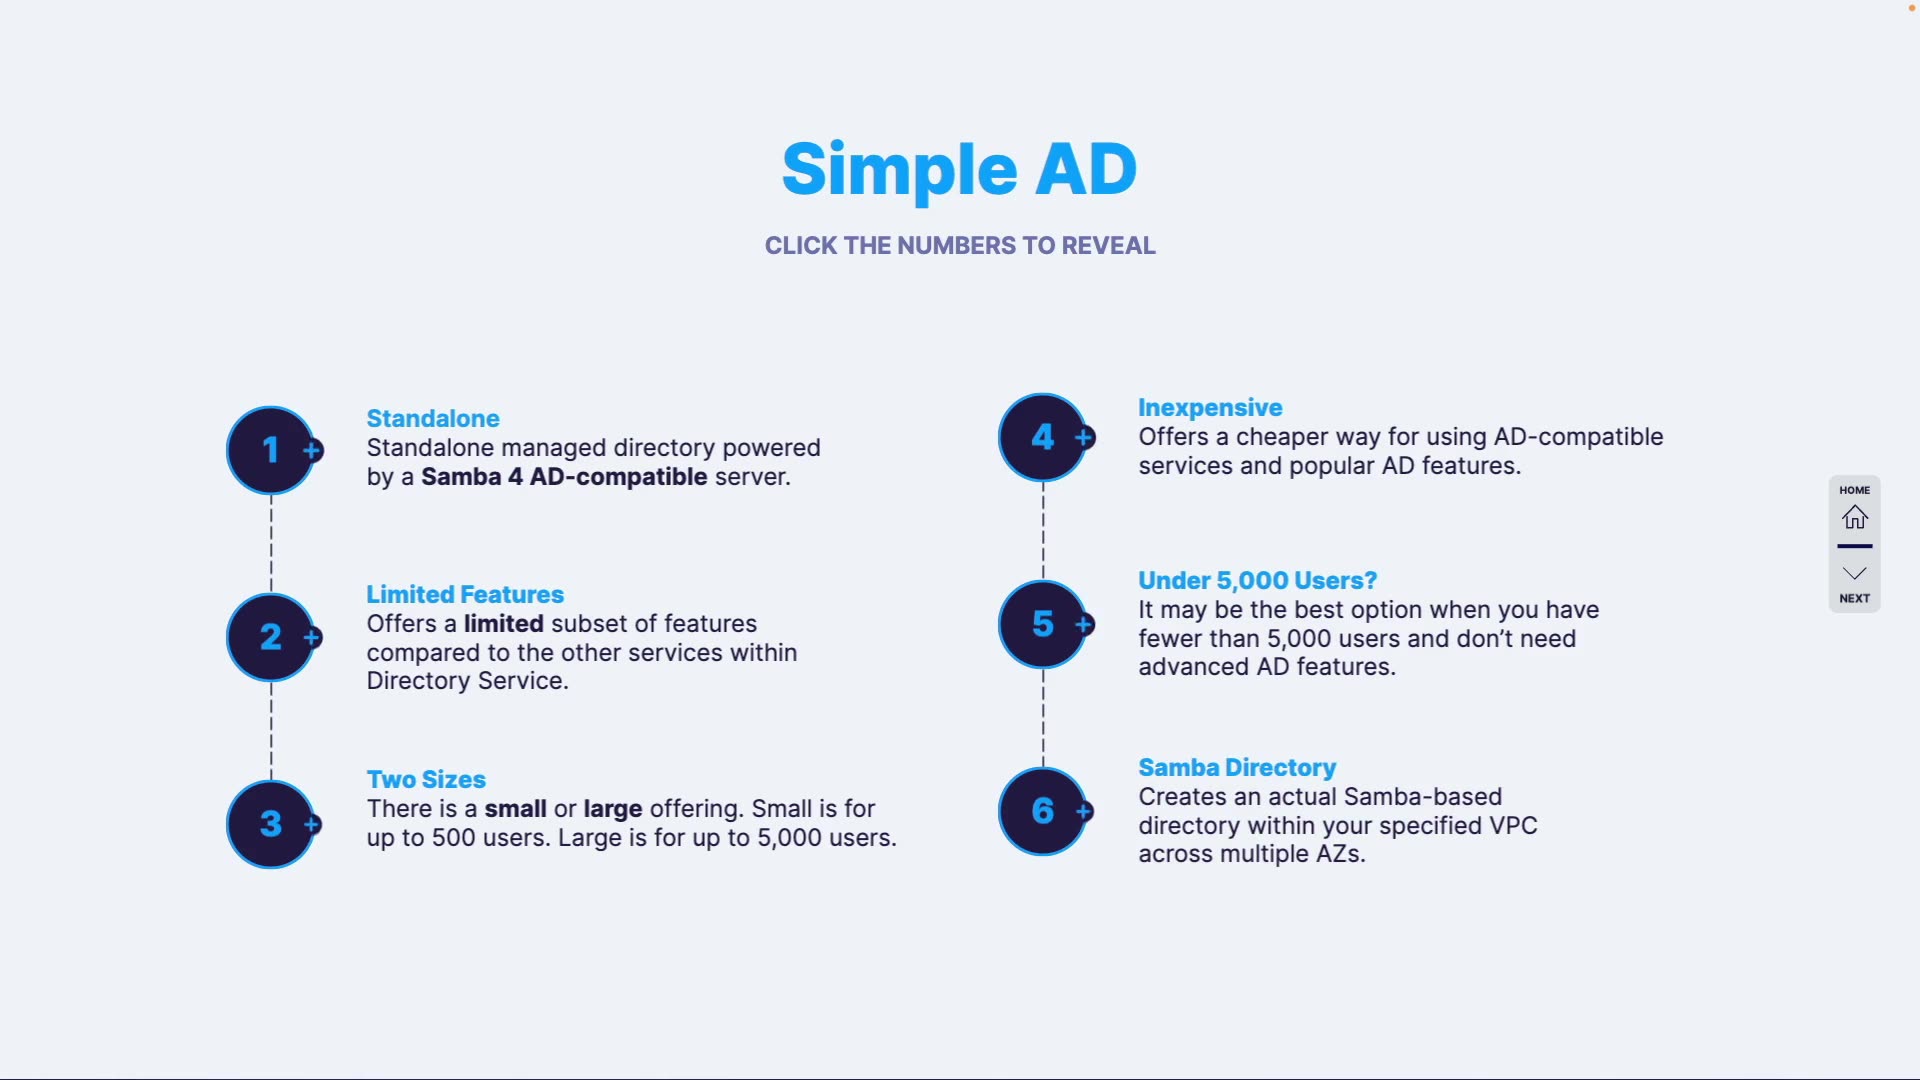 Simple AD
CLICK THE NUMBERS TO REVEAL
1
Standalone
Standalone managed directory powered
by a Samba 4 AD-compatible server.
2
Limited Features
Offers a limited subset of features
compared to the other services within
Directory Service.
3
Two Sizes
There is a small or large offering. Small is for
up to 500 users. Large is for up to 5,000 users.
4
Inexpensive
Offers a cheaper way for using AD-compatible
services and popular AD features.
5
Under 5,000 Users?
It may be the best option when you have
fewer than 5,000 users and don’t need
advanced AD features.
6
Samba Directory
Creates an actual Samba-based
directory within your specified VPC
across multiple AZs.
HOME
NEXT